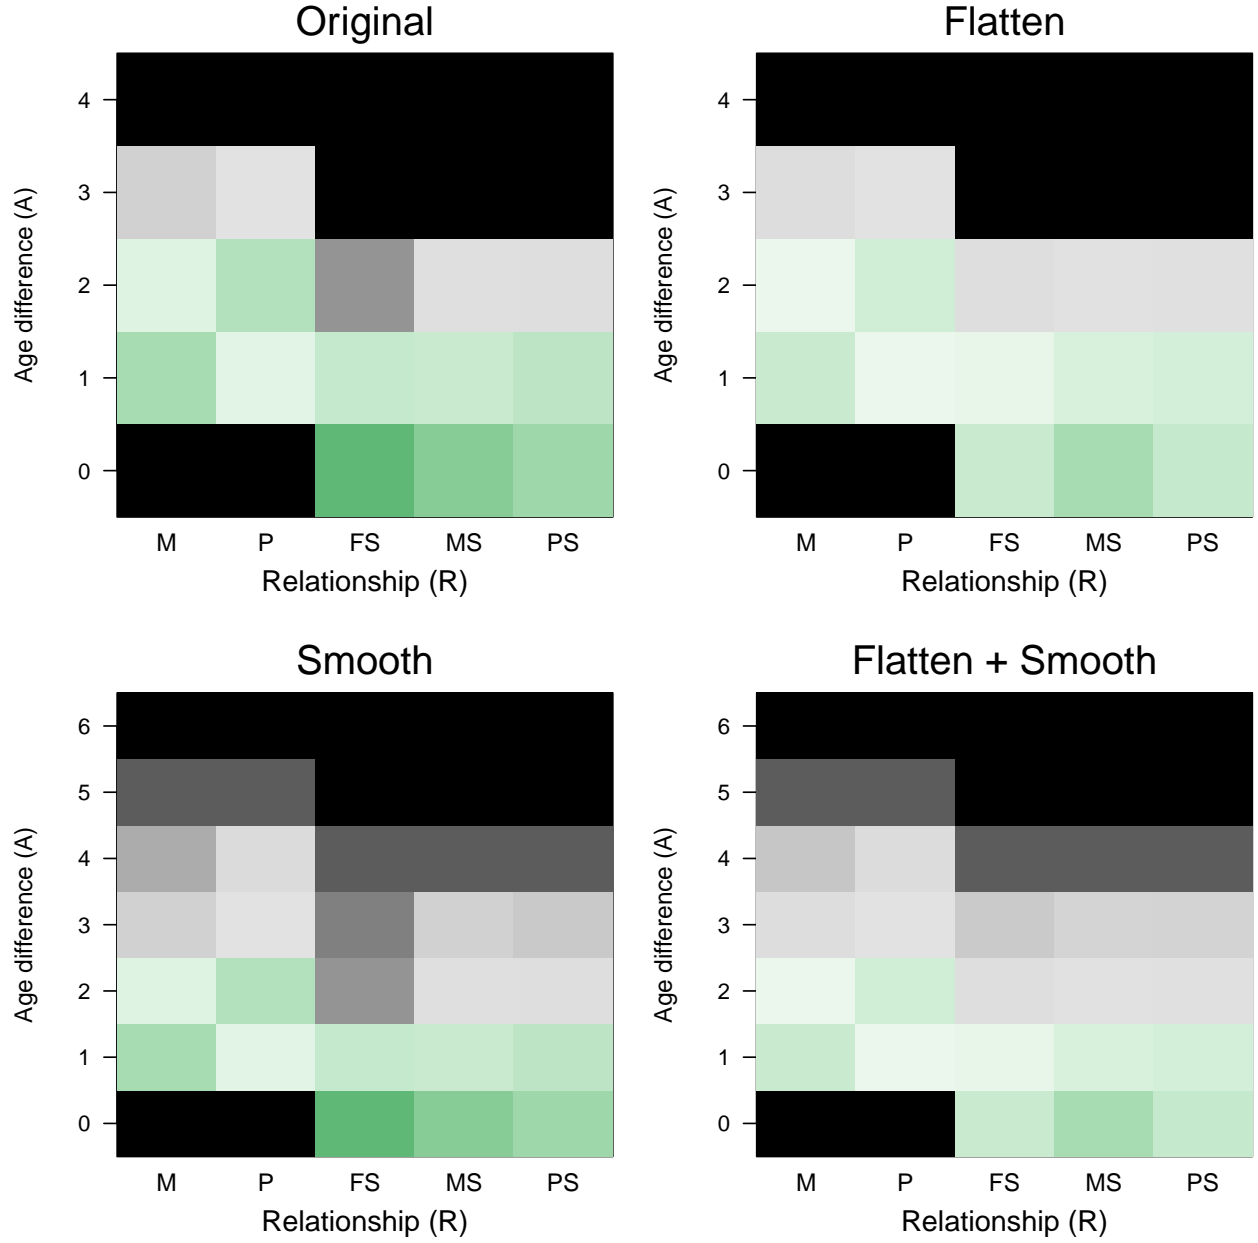 Original
Flatten
4
3
2
1
0
Age difference (A)
M P FS MS PS
Relationship (R)
4
3
2
1
0
Age difference (A)
M P FS MS PS
Relationship (R)
Smooth
Flatten + Smooth
6
5
4
3
2
1
0
Age difference (A)
M P FS MS PS
Relationship (R)
6
5
4
3
2
1
0
Age difference (A)
M P FS MS PS
Relationship (R)